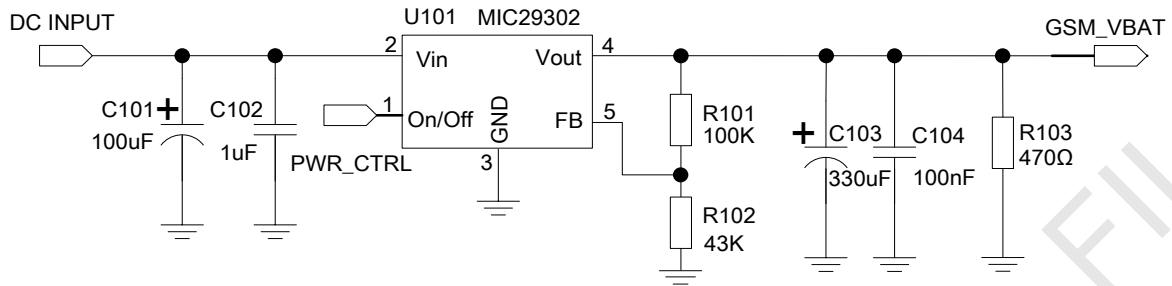 DC INPUT
U101 MIC29302
GSM_VBAT
2
4
Vin
Vout
C101
+
100uF
C102
1uF
1
On/Off
PWR_CTRL
GND
3
FB
5
R101
100K
R102
43K
+
C103
330uF
C104
100nF
R103
470Ω